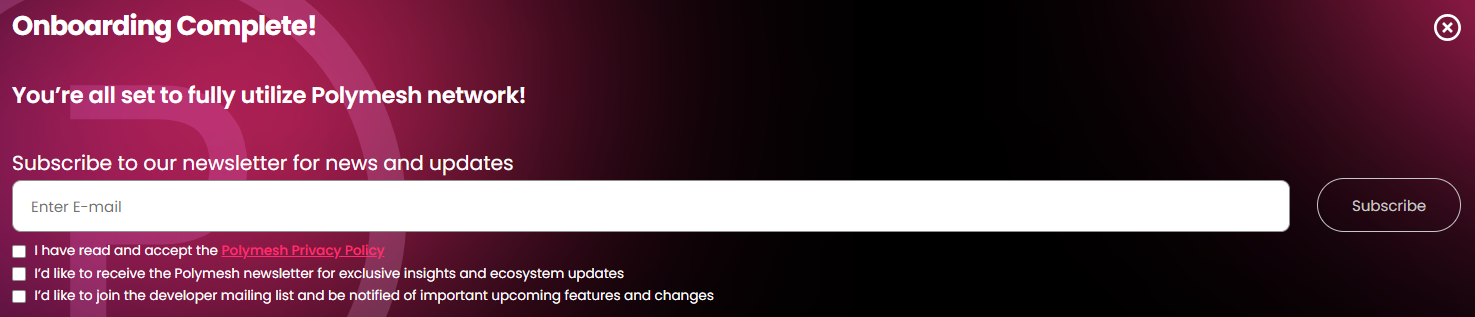 Onboarding Complete!
You're all set to fully utilize Polymesh network!
Subscribe to our newsletter for news and updates
Enter E-mail
Subscribe
I have read and accept the Polymesh Privacy Policy
I'd like to receive the Polymesh newsletter for exclusive insights and ecosystem updates
I'd like to join the developer mailing list and be notified of important upcoming features and changes